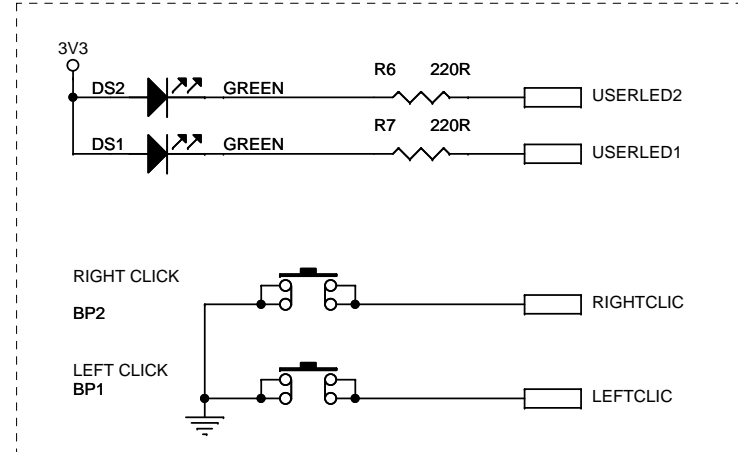 3V3
R6 220R
DS2 GREEN USERLED2
R7 220R
DS1 GREEN USERLED1
RIGHT CLICK
RIGHTCLIC
BP2
LEFT CLICK
BP1
LEFTCLIC